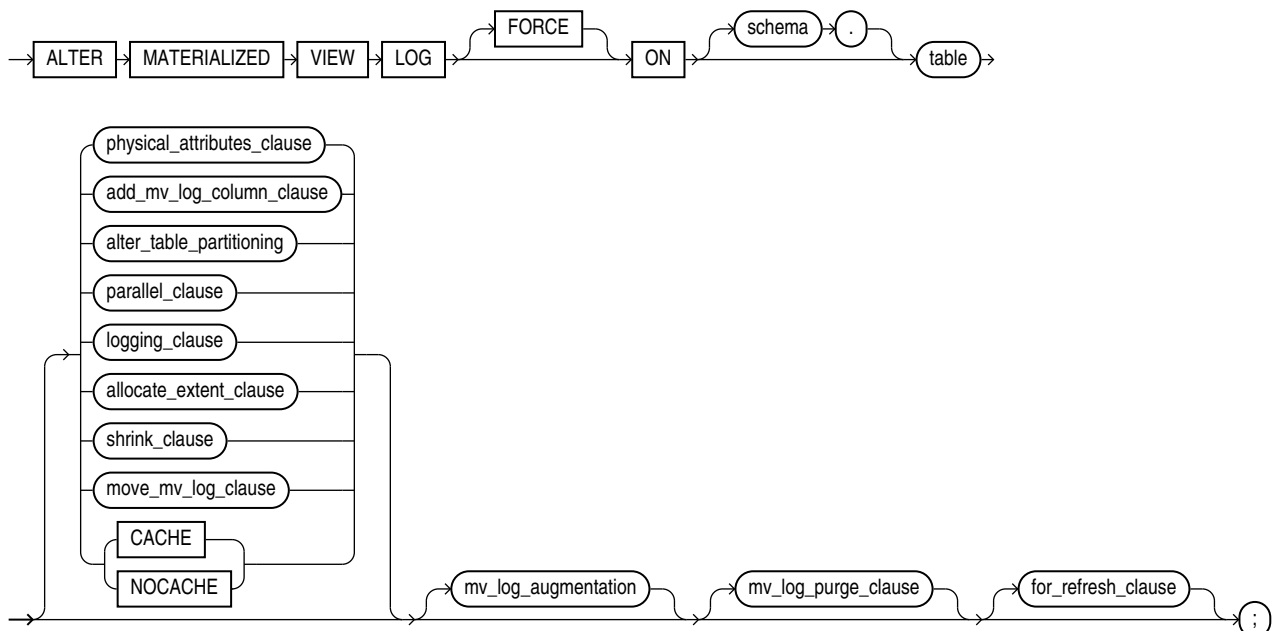 ALTER MATERIALIZED VIEW LOG FORCE ON schema . table
physical_attributes_clause
add_mv_log_column_clause
alter_table_partitioning
parallel_clause
logging_clause
allocate_extent_clause
shrink_clause
move_mv_log_clause
CACHE
NOCACHE
mv_log_augmentation mv_log_purge_clause for_refresh_clause ;